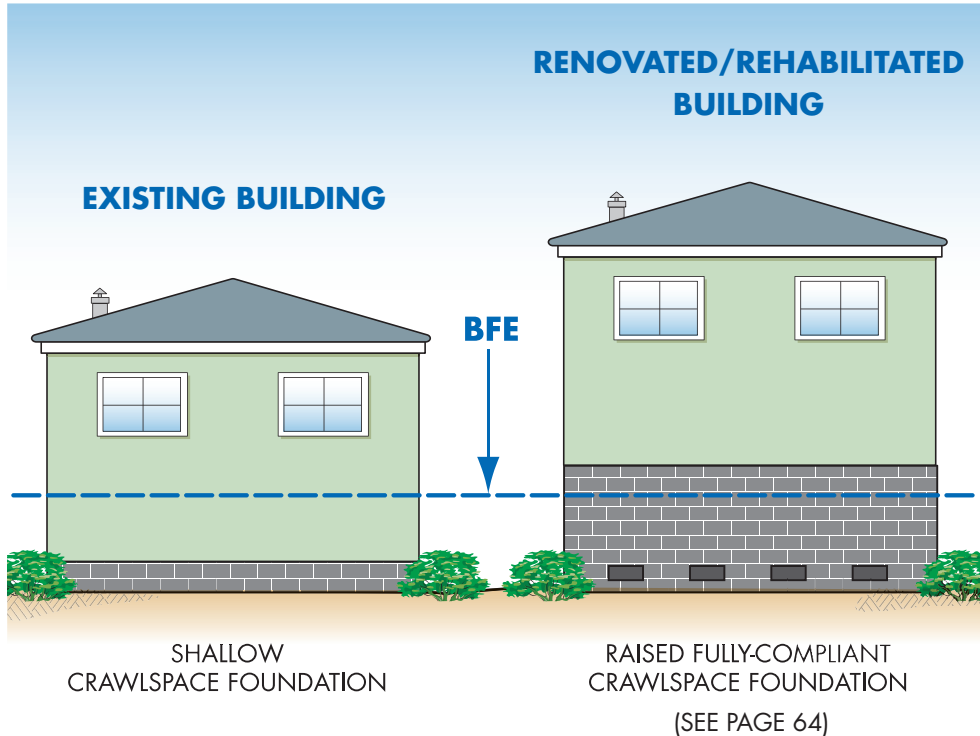 RENOVATED/REHABILITATED
BUILDING
EXISTING BUILDING
BFE
SHALLOW
CRAWLSPACE FOUNDATION
RAISED FULLY-COMPLIANT
CRAWLSPACE FOUNDATION
(SEE PAGE 64)